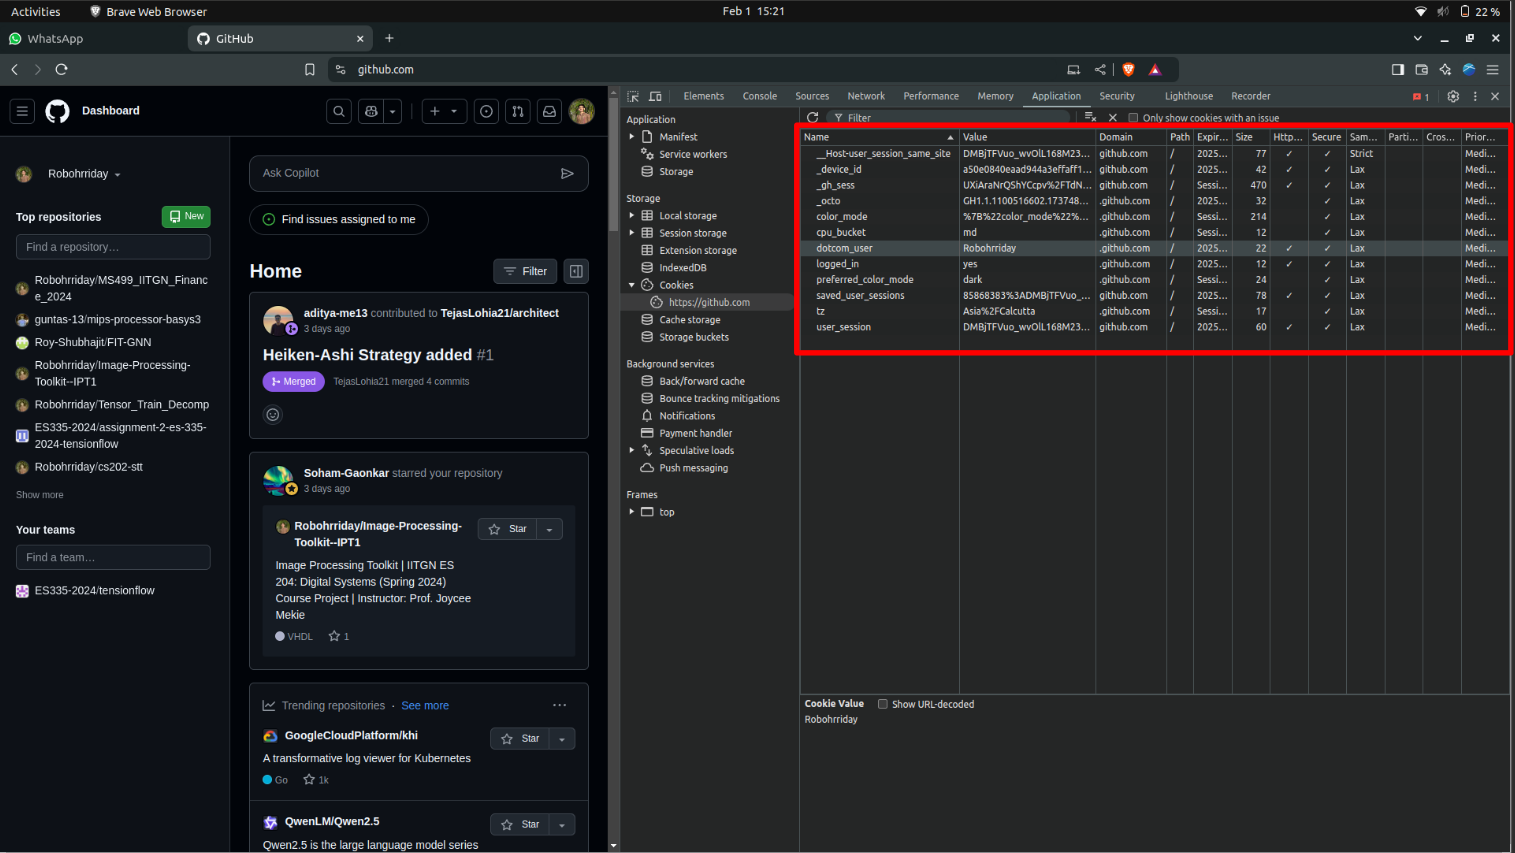 Activities
Brave Web Browser
Feb 1 15:21
22 %
WhatsApp
GitHub
github.com
Dashboard
Robohrriday
Top repositories
New
Find a repository…
Robohrriday/MS499_IITGN_Financ
e_2024
guntas-13/mips-processor-basys3
Roy-Shubhajit/FIT-GNN
Robohrriday/Image-Processing-
Toolkit--IPT1
Robohrriday/Tensor_Train_Decomp
ES335-2024/assignment-2-es-335-
2024-tensionflow
Robohrriday/cs202-stt
Show more
Your teams
Find a team…
ES335-2024/tensionflow
Ask Copilot
Find issues assigned to me
Home
Filter
aditya-me13 contributed to TejasLohia21/architect
3 days ago
Heiken-Ashi Strategy added #1
Merged
TejasLohia21 merged 4 commits
Soham-Gaonkar starred your repository
3 days ago
Robohrriday/Image-Processing-
Toolkit--IPT1
Star
Image Processing Toolkit | IITGN ES
204: Digital Systems (Spring 2024)
Course Project | Instructor: Prof. Joycee
Mekie
VHDL
1
Trending repositories · See more
GoogleCloudPlatform/khi
Star
A transformative log viewer for Kubernetes
Go
1k
QwenLM/Qwen2.5
Star
Qwen2.5 is the large language model series
Elements
Console
Sources
Network
Performance
Memory
Application
Security
Lighthouse
Recorder
1
Application
Manifest
Service workers
Storage
Storage
Local storage
Session storage
Extension storage
IndexedDB
Cookies
https://github.com
Cache storage
Storage buckets
Background services
Back/forward cache
Bounce tracking mitigations
Notifications
Payment handler
Speculative loads
Push messaging
Frames
top
Filter
Only show cookies with an issue
Name Value Domain Path Expir... Size Http... Secure Sam... Parti... Cros... Prior...
__Host-user_session_same_site DMBjTFVuo_wvOlL168M23... github.com / 2025... 77 ✓ ✓ Strict Medi...
_device_id a50e0840eaad944a3effaff1... github.com / 2025... 42 ✓ ✓ Lax Medi...
_gh_sess UXiAraNrQShYCcpv%2FTdN... github.com / Sessi... 470 ✓ ✓ Lax Medi...
_octo GH1.1.1100516602.173748... .github.com / 2025... 32 ✓ Lax Medi...
color_mode %7B%22color_mode%22%... .github.com / Sessi... 214 ✓ Lax Medi...
cpu_bucket md .github.com / Sessi... 12 ✓ Lax Medi...
dotcom_user Robohrriday .github.com / 2025... 22 ✓ ✓ Lax Medi...
logged_in yes .github.com / 2025... 12 ✓ ✓ Lax Medi...
preferred_color_mode dark .github.com / Sessi... 24 ✓ Lax Medi...
saved_user_sessions 85868383%3ADMBjTFVuo_... github.com / 2025... 78 ✓ ✓ Lax Medi...
tz Asia%2FCalcutta .github.com / Sessi... 17 ✓ Lax Medi...
user_session DMBjTFVuo_wvOlL168M23... github.com / 2025... 60 ✓ ✓ Lax Medi...
Cookie Value
Show URL-decoded
Robohrriday